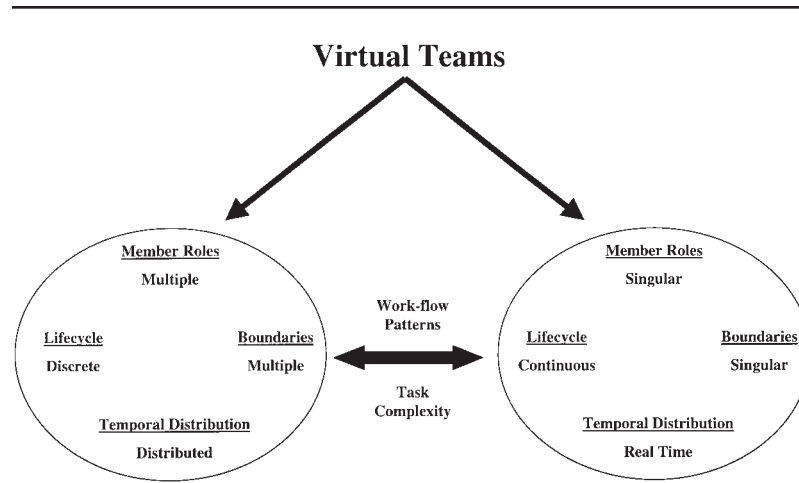 Virtual Teams
Member Roles
Multiple
Lifecycle
Discrete
Boundaries
Multiple
Temporal Distribution
Distributed
Work-flow
Patterns
Task
Complexity
Member Roles
Singular
Lifecycle
Continuous
Boundaries
Singular
Temporal Distribution
Real Time